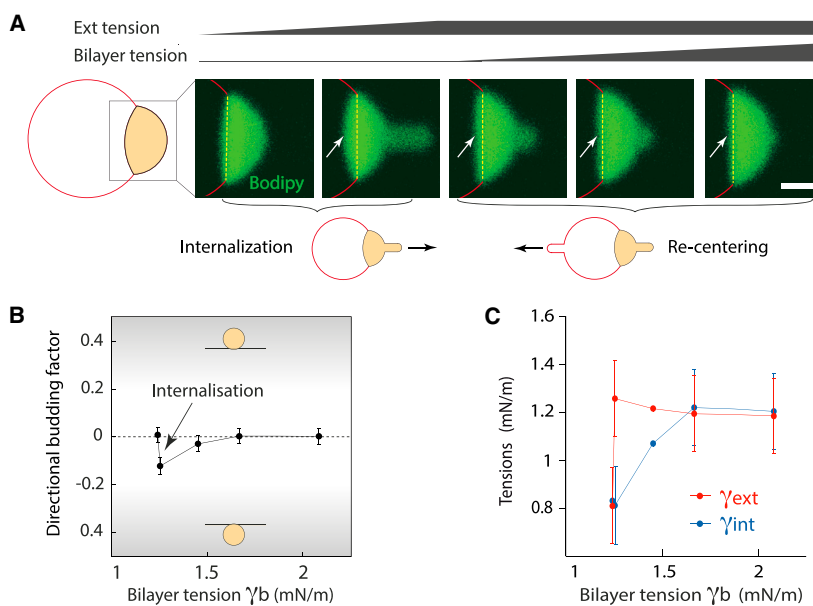 A
Ext tension
Bilayer tension
Bodipy
Internalization
Re-centering
B
Directional budding factor
0.4
0.2
0
-0.2
0.4
Internalisation
1
1.5
2
Bilayer tension γb (mN/m)
C
Tensions (mN/m)
1.6
1.4
1.2
1.0
0.8
γext
γint
1
1.5
2
Bilayer tension γb (mN/m)